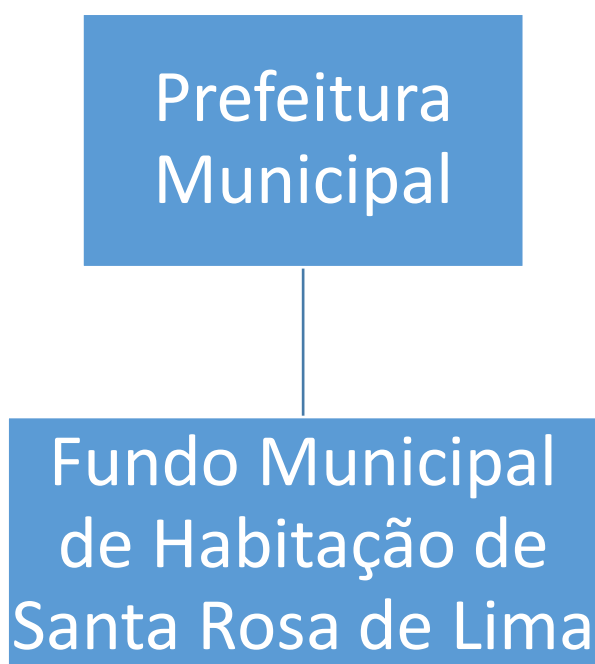 Prefeitura
Municipal
Fundo Municipal
de Habitação de
Santa Rosa de Lima